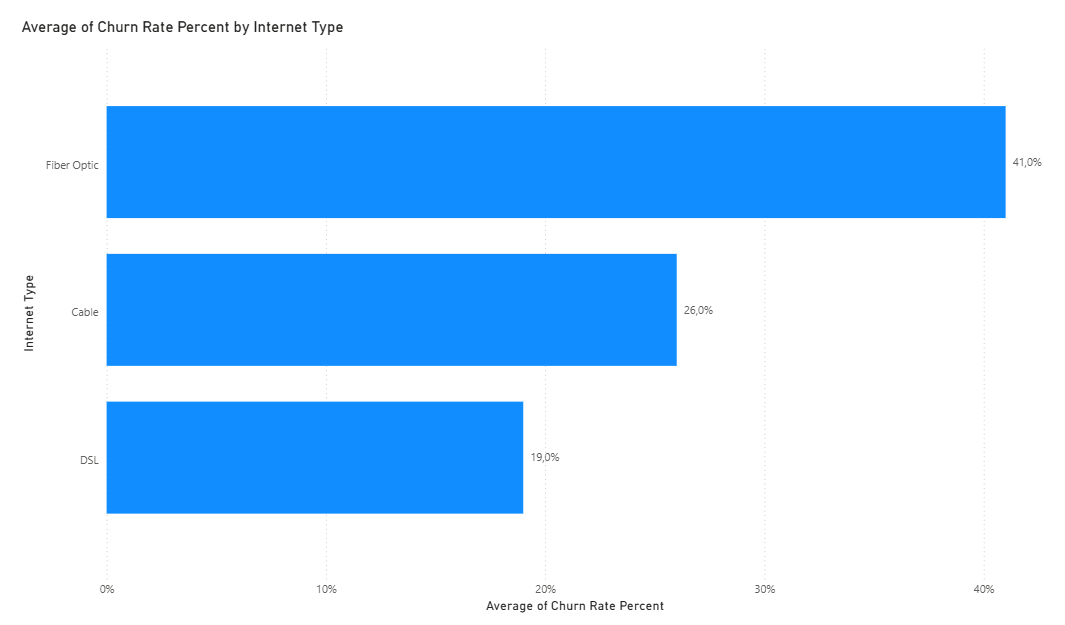 Average of Churn Rate Percent by Internet Type
Fiber Optic
41,0%
Cable
26,0%
DSL
19,0%
Internet Type
0%
10%
20%
30%
40%
Average of Churn Rate Percent